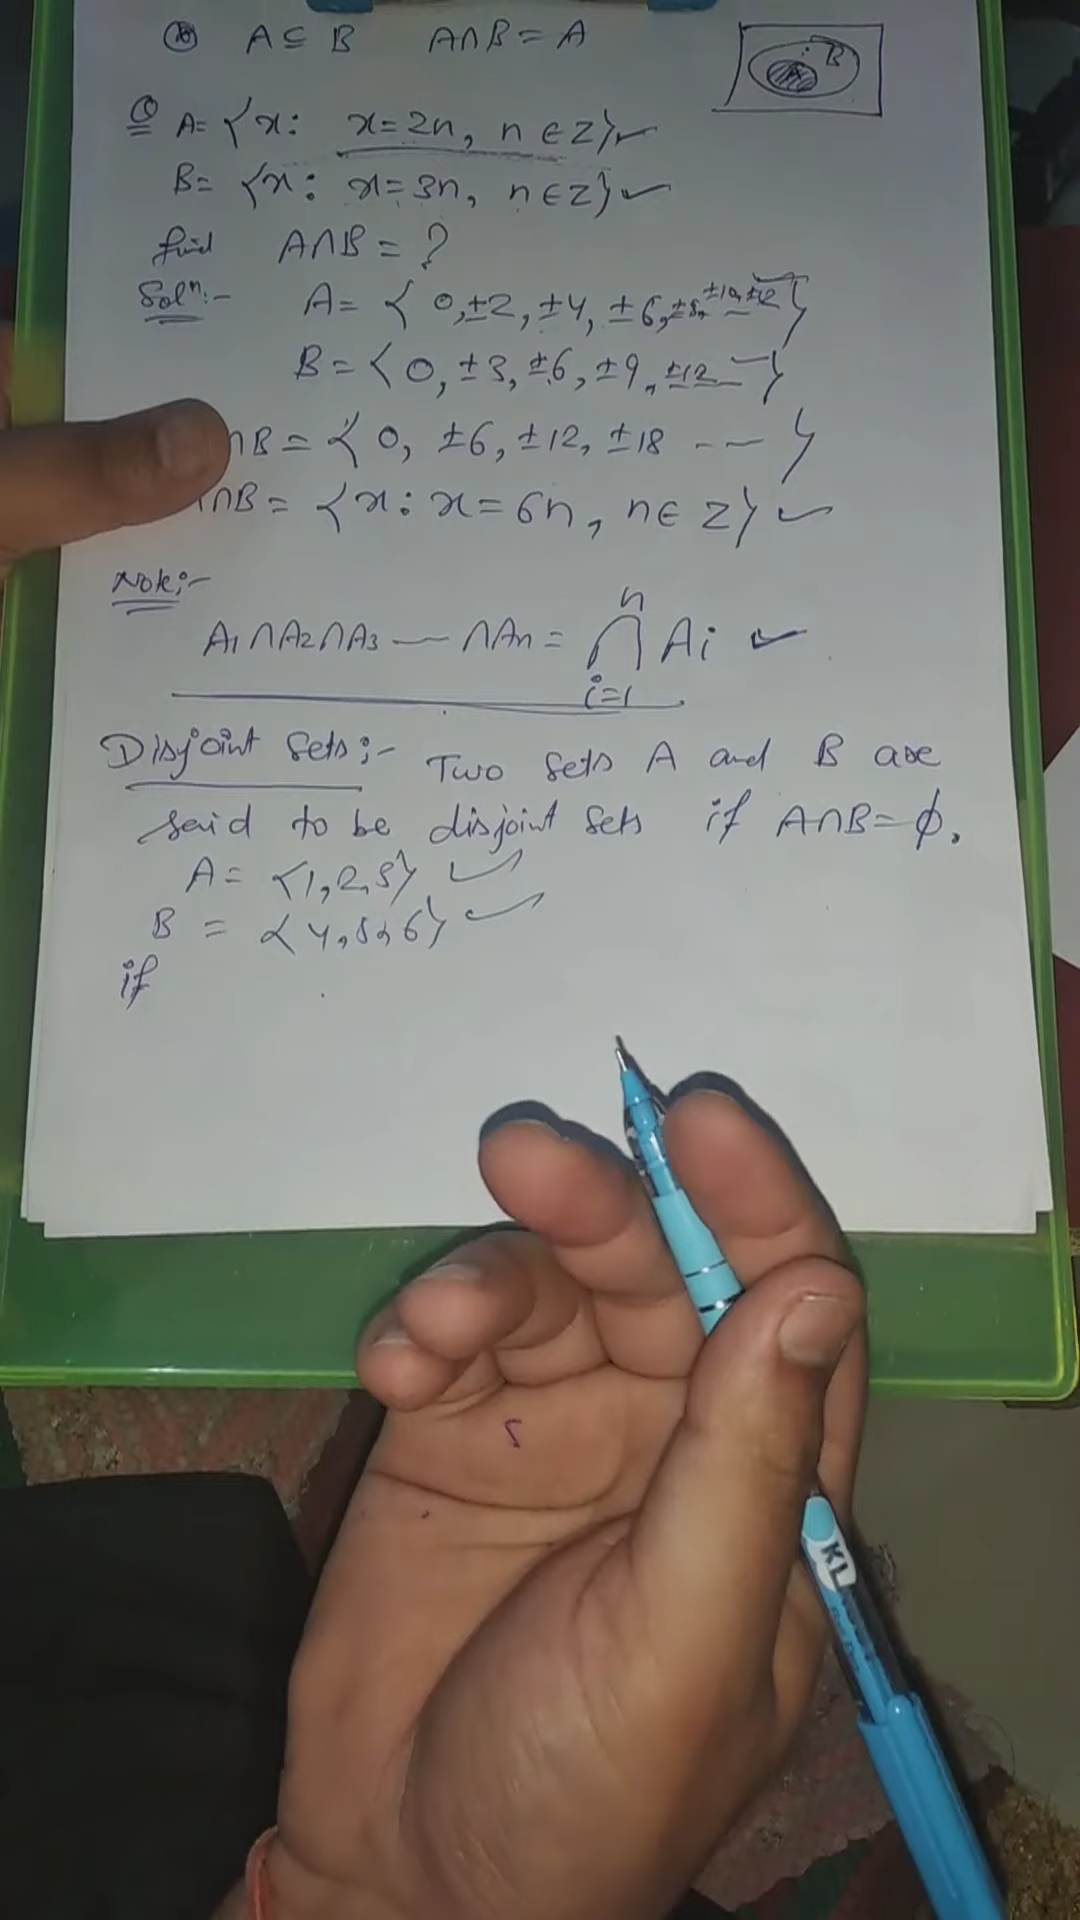 A ⊆ B A∩B = A
B
A
Q A = {x: x=2n, n ∈ Z}
B = {x: x=3n, n ∈ Z}
find A∩B = ?
Solⁿ:- A = { 0, ±2, ±4, ±6, ±8, ±10, ±12 }
B = { 0, ±3, ±6, ±9, ±12 --- }
∩B = { 0, ±6, ±12, ±18 --- }
∩B = {x: x = 6n, n ∈ Z}
Note:-
A1∩A2∩A3 — ∩An = n ∩ i=1 Ai
Disjoint Sets:- Two sets A and B are
said to be disjoint sets if A∩B=ϕ.
A = {1, 2, 3}
B = {4, 5, 6}
if
KL